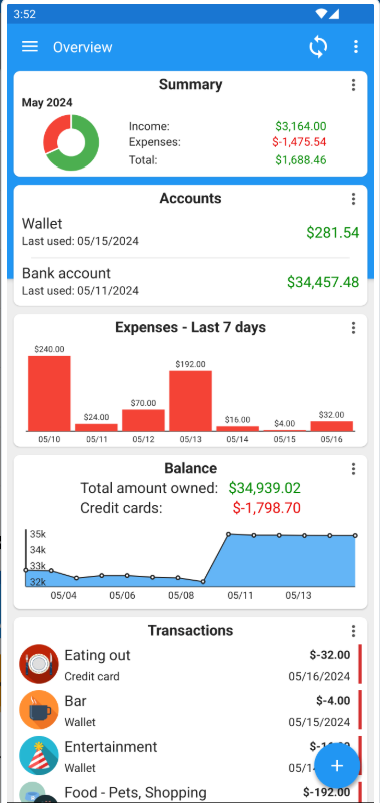 3:52
Overview
Summary
May 2024
Income: $3,164.00
Expenses: $-1,475.54
Total: $1,688.46
Accounts
Wallet
Last used: 05/15/2024
$281.54
Bank account
Last used: 05/11/2024
$34,457.48
Expenses - Last 7 days
$240.00 $24.00 $70.00 $192.00 $16.00 $4.00 $32.00
05/10 05/11 05/12 05/13 05/14 05/15 05/16
Balance
Total amount owned: $34,939.02
Credit cards: $-1,798.70
35k
34k
33k
32k
05/04 05/06 05/08 05/11 05/13
Transactions
Eating out $-32.00
Credit card 05/16/2024
Bar $-4.00
Wallet 05/15/2024
Entertainment
Wallet
Food - Pets, Shopping $-192.00